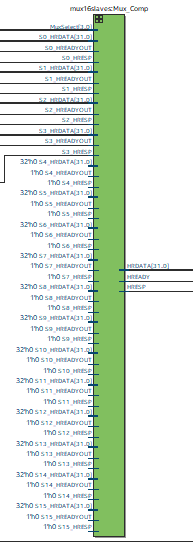 mux16slaves:Mux_Comp
MuxSelect[3..0]
S0_HRDATA[31..0]
S0_HREADYOUT
S0_HRESP
S1_HRDATA[31..0]
S1_HREADYOUT
S1_HRESP
S2_HRDATA[31..0]
S2_HREADYOUT
S2_HRESP
S3_HRDATA[31..0]
S3_HREADYOUT
S3_HRESP
32'h0 S4_HRDATA[31..0]
1'h0 S4_HREADYOUT
1'h0 S4_HRESP
32'h0 S5_HRDATA[31..0]
1'h0 S5_HREADYOUT
1'h0 S5_HRESP
32'h0 S6_HRDATA[31..0]
1'h0 S6_HREADYOUT
1'h0 S6_HRESP
32'h0 S7_HRDATA[31..0]
1'h0 S7_HREADYOUT HRDATA[31..0]
1'h0 S7_HRESP HREADY
32'h0 S8_HRDATA[31..0] HRESP
1'h0 S8_HREADYOUT
1'h0 S8_HRESP
32'h0 S9_HRDATA[31..0]
1'h0 S9_HREADYOUT
1'h0 S9_HRESP
32'h0 S10_HRDATA[31..0]
1'h0 S10_HREADYOUT
1'h0 S10_HRESP
32'h0 S11_HRDATA[31..0]
1'h0 S11_HREADYOUT
1'h0 S11_HRESP
32'h0 S12_HRDATA[31..0]
1'h0 S12_HREADYOUT
1'h0 S12_HRESP
32'h0 S13_HRDATA[31..0]
1'h0 S13_HREADYOUT
1'h0 S13_HRESP
32'h0 S14_HRDATA[31..0]
1'h0 S14_HREADYOUT
1'h0 S14_HRESP
32'h0 S15_HRDATA[31..0]
1'h0 S15_HREADYOUT
1'h0 S15_HRESP